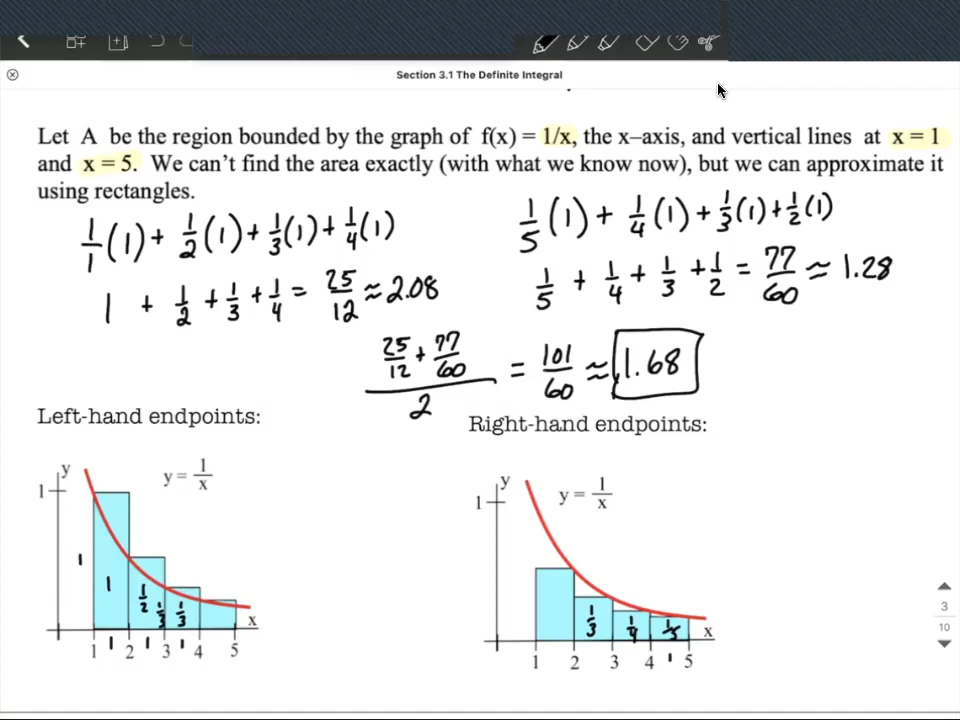 Section 3.1 The Definite Integral
Let A be the region bounded by the graph of f(x) = 1/x, the x–axis, and vertical lines at x = 1
and x = 5. We can't find the area exactly (with what we know now), but we can approximate it
using rectangles.
1/1 (1) + 1/2 (1) + 1/3 (1) + 1/4 (1)
1 + 1/2 + 1/3 + 1/4 = 25/12 ≈ 2.08
1/5 (1) + 1/4 (1) + 1/3 (1) + 1/2 (1)
1/5 + 1/4 + 1/3 + 1/2 = 77/60 ≈ 1.28
(25/12 + 77/60)/2 = 101/60 ≈ 1.68
Left-hand endpoints:
y
1
y = 1/x
1
1 1/2 1/3 1/3
x
1 1 2 1 3 1 4 5
Right-hand endpoints:
y
1
y = 1/x
1/3 1/4 1/5
x
1 2 3 4 1 5
3
10